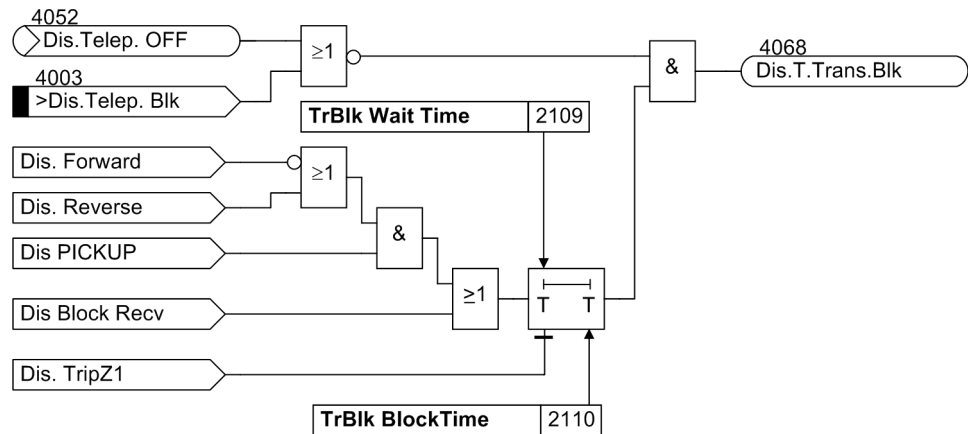 4052
Dis.Telep. OFF
≥1
&
4068
Dis.T.Trans.Blk
4003
>Dis.Telep. Blk
TrBlk Wait Time 2109
Dis. Forward
≥1
Dis. Reverse
&
Dis PICKUP
≥1
T T
Dis Block Recv
Dis. TripZ1
TrBlk BlockTime 2110